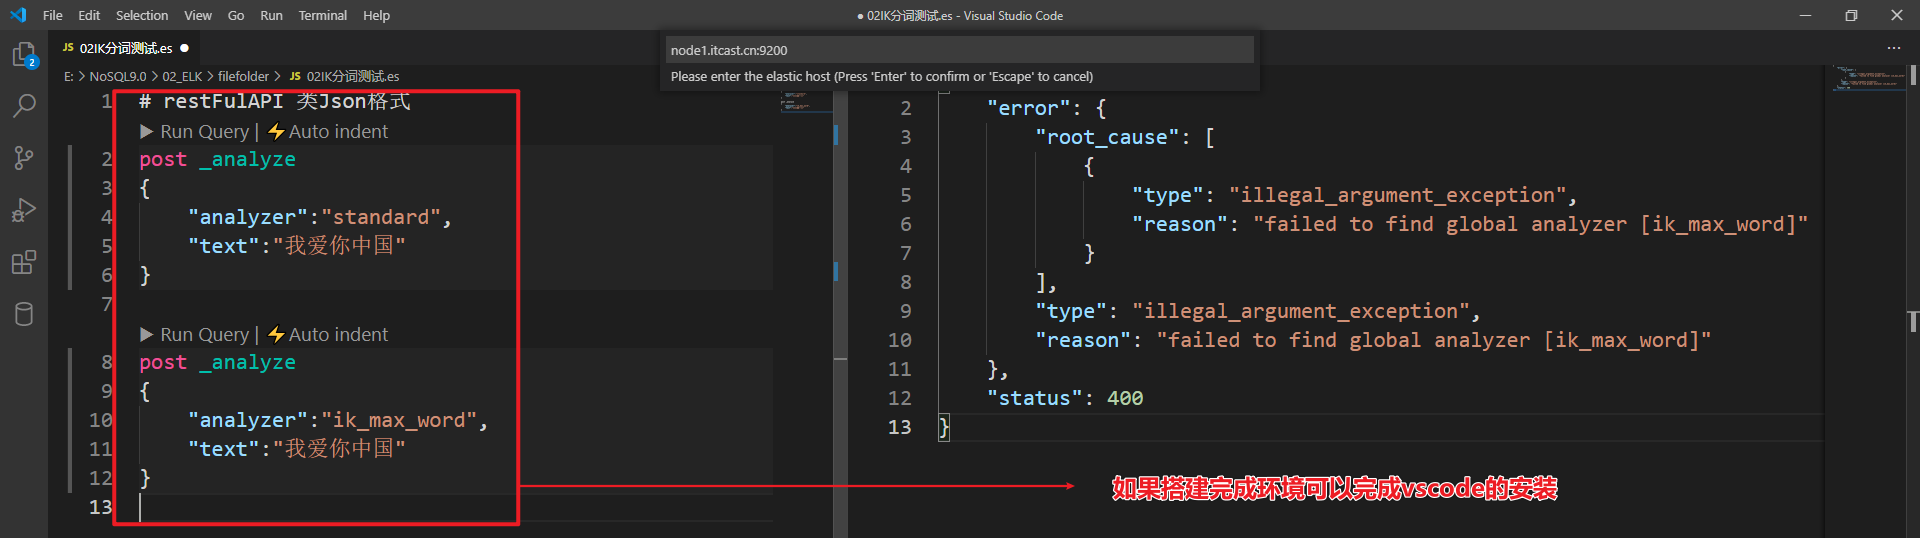 File Edit Selection View Go Run Terminal Help
● 02IK分词测试.es - Visual Studio Code
JS 02IK分词测试.es ●
node1.itcast.cn:9200
Please enter the elastic host (Press 'Enter' to confirm or 'Escape' to cancel)
E: > NoSQL9.0 > 02_ELK > filefolder > JS 02IK分词测试.es
2
1 # restFulAPI 类Json格式
▶ Run Query | ⚡Auto indent
2 post _analyze
3 {
4 "analyzer":"standard",
5 "text":"我爱你中国"
6 }
7
▶ Run Query | ⚡Auto indent
8 post _analyze
9 {
10 "analyzer":"ik_max_word",
11 "text":"我爱你中国"
12 }
13
2 "error": {
3 "root_cause": [
4 {
5 "type": "illegal_argument_exception",
6 "reason": "failed to find global analyzer [ik_max_word]"
7 }
8 ],
9 "type": "illegal_argument_exception",
10 "reason": "failed to find global analyzer [ik_max_word]"
11 },
12 "status": 400
13 }
如果搭建完成环境可以完成vscode的安装